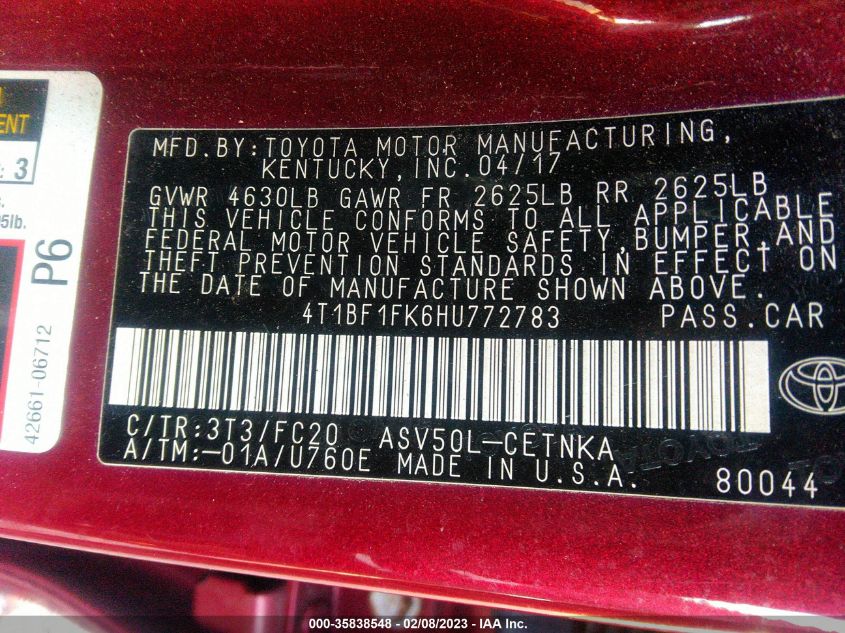 ENT
: 3
s.
5lb.
P6
42661-06712
MFD. BY: TOYOTA MOTOR MANUFACTURING,
KENTUCKY, INC. 04/17
GVWR 4630LB GAWR FR 2625LB RR 2625LB
THIS VEHICLE CONFORMS TO ALL APPLICABLE
FEDERAL MOTOR VEHICLE SAFETY, BUMPER, AND
THEFT PREVENTION STANDARDS IN EFFECT ON
THE DATE OF MANUFACTURE SHOWN ABOVE.
4T1BF1FK6HU772783 PASS.CAR
C/TR:3T3/FC20 ASV50L-CETNKA
A/TM:-01A/U760E MADE IN U.S.A.
80044
000-35838548 - 02/08/2023 - IAA Inc.